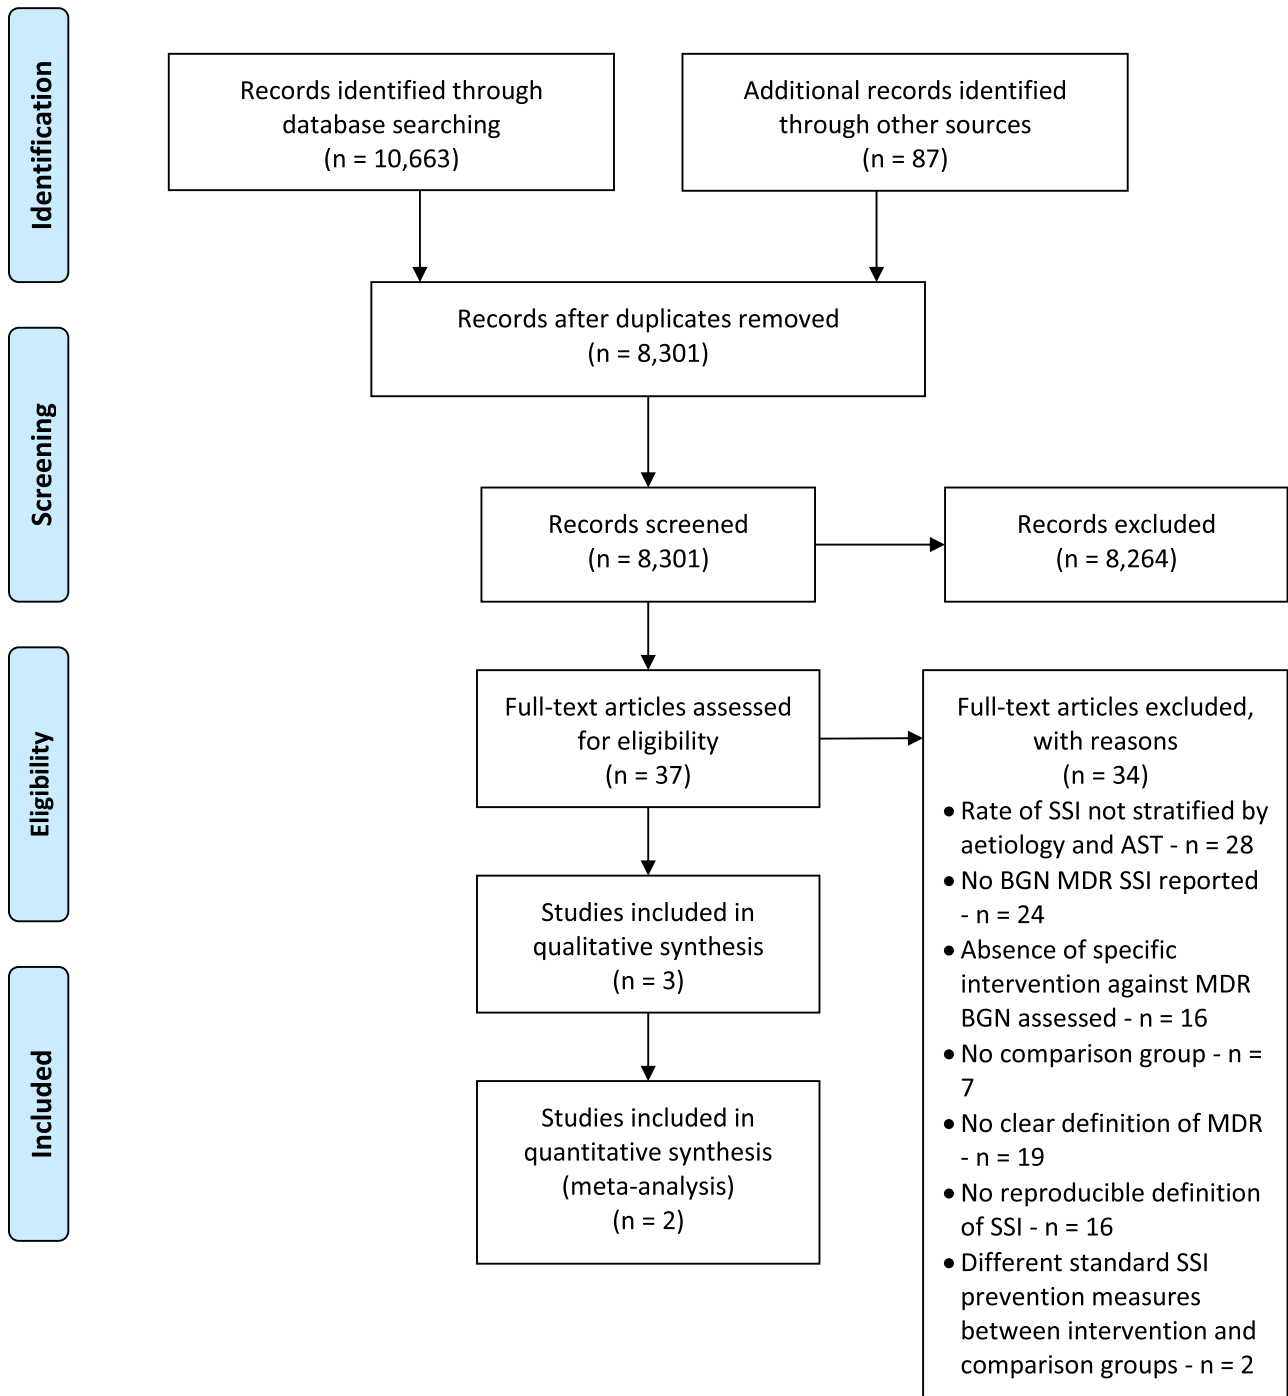 Identification
Records identified through
database searching
(n = 10,663)
Additional records identified
through other sources
(n = 87)
Records after duplicates removed
(n = 8,301)
Screening
Records screened
(n = 8,301)
Records excluded
(n = 8,264)
Eligibility
Full-text articles assessed
for eligibility
(n = 37)
Full-text articles excluded,
with reasons
(n = 34)
• Rate of SSI not stratified by
aetiology and AST - n = 28
• No BGN MDR SSI reported
- n = 24
• Absence of specific
intervention against MDR
BGN assessed - n = 16
• No comparison group - n =
7
• No clear definition of MDR
- n = 19
• No reproducible definition
of SSI - n = 16
• Different standard SSI
prevention measures
between intervention and
comparison groups - n = 2
Studies included in
qualitative synthesis
(n = 3)
Included
Studies included in
quantitative synthesis
(meta-analysis)
(n = 2)